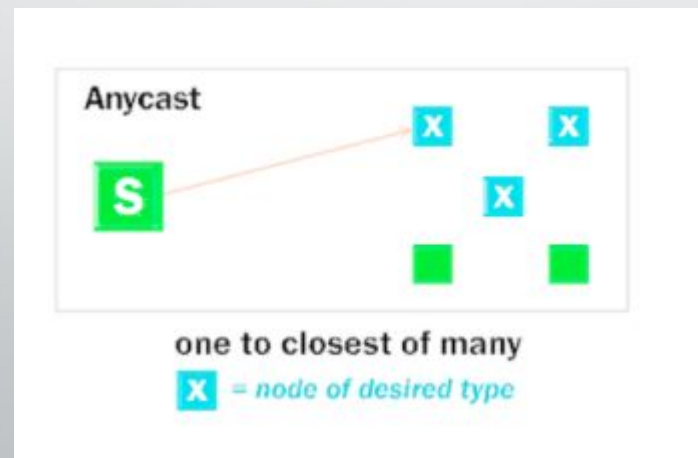 Anycast
X X
S
X
one to closest of many
X = node of desired type